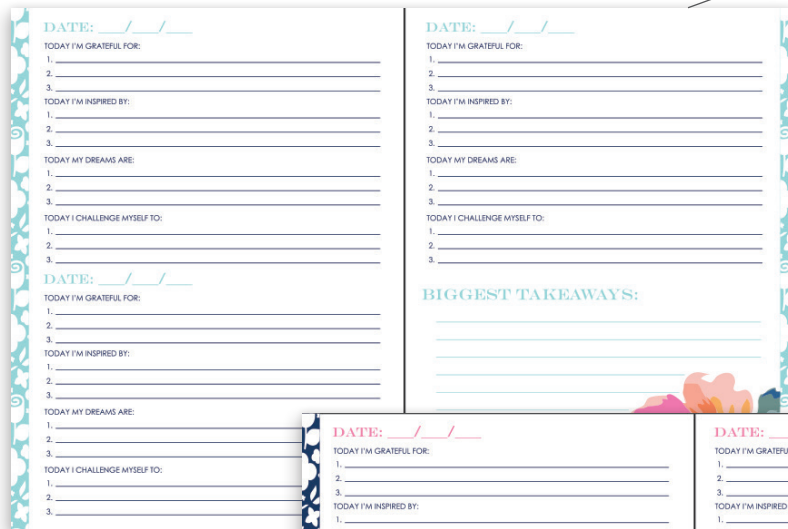 DATE: ___/___/___
TODAY I'M GRATEFUL FOR:
1.
2.
3.
TODAY I'M INSPIRED BY:
1.
2.
3.
TODAY MY DREAMS ARE:
1.
2.
3.
TODAY I CHALLENGE MYSELF TO:
1.
2.
3.
DATE: ___/___/___
TODAY I'M GRATEFUL FOR:
1.
2.
3.
TODAY I'M INSPIRED BY:
1.
2.
3.
TODAY MY DREAMS ARE:
1.
2.
3.
TODAY I CHALLENGE MYSELF TO:
1.
2.
3.
DATE: ___/___/___
TODAY I'M GRATEFUL FOR:
1.
2.
3.
TODAY I'M INSPIRED BY:
1.
2.
3.
TODAY MY DREAMS ARE:
1.
2.
3.
TODAY I CHALLENGE MYSELF TO:
1.
2.
3.
BIGGEST TAKEAWAYS:
DATE: ___/___/___
TODAY I'M GRATEFUL FOR:
1.
2.
3.
TODAY I'M INSPIRED BY:
1.
DATE: __
TODAY I'M GRATEFU
1.
2.
3.
TODAY I'M INSPIRED
1.